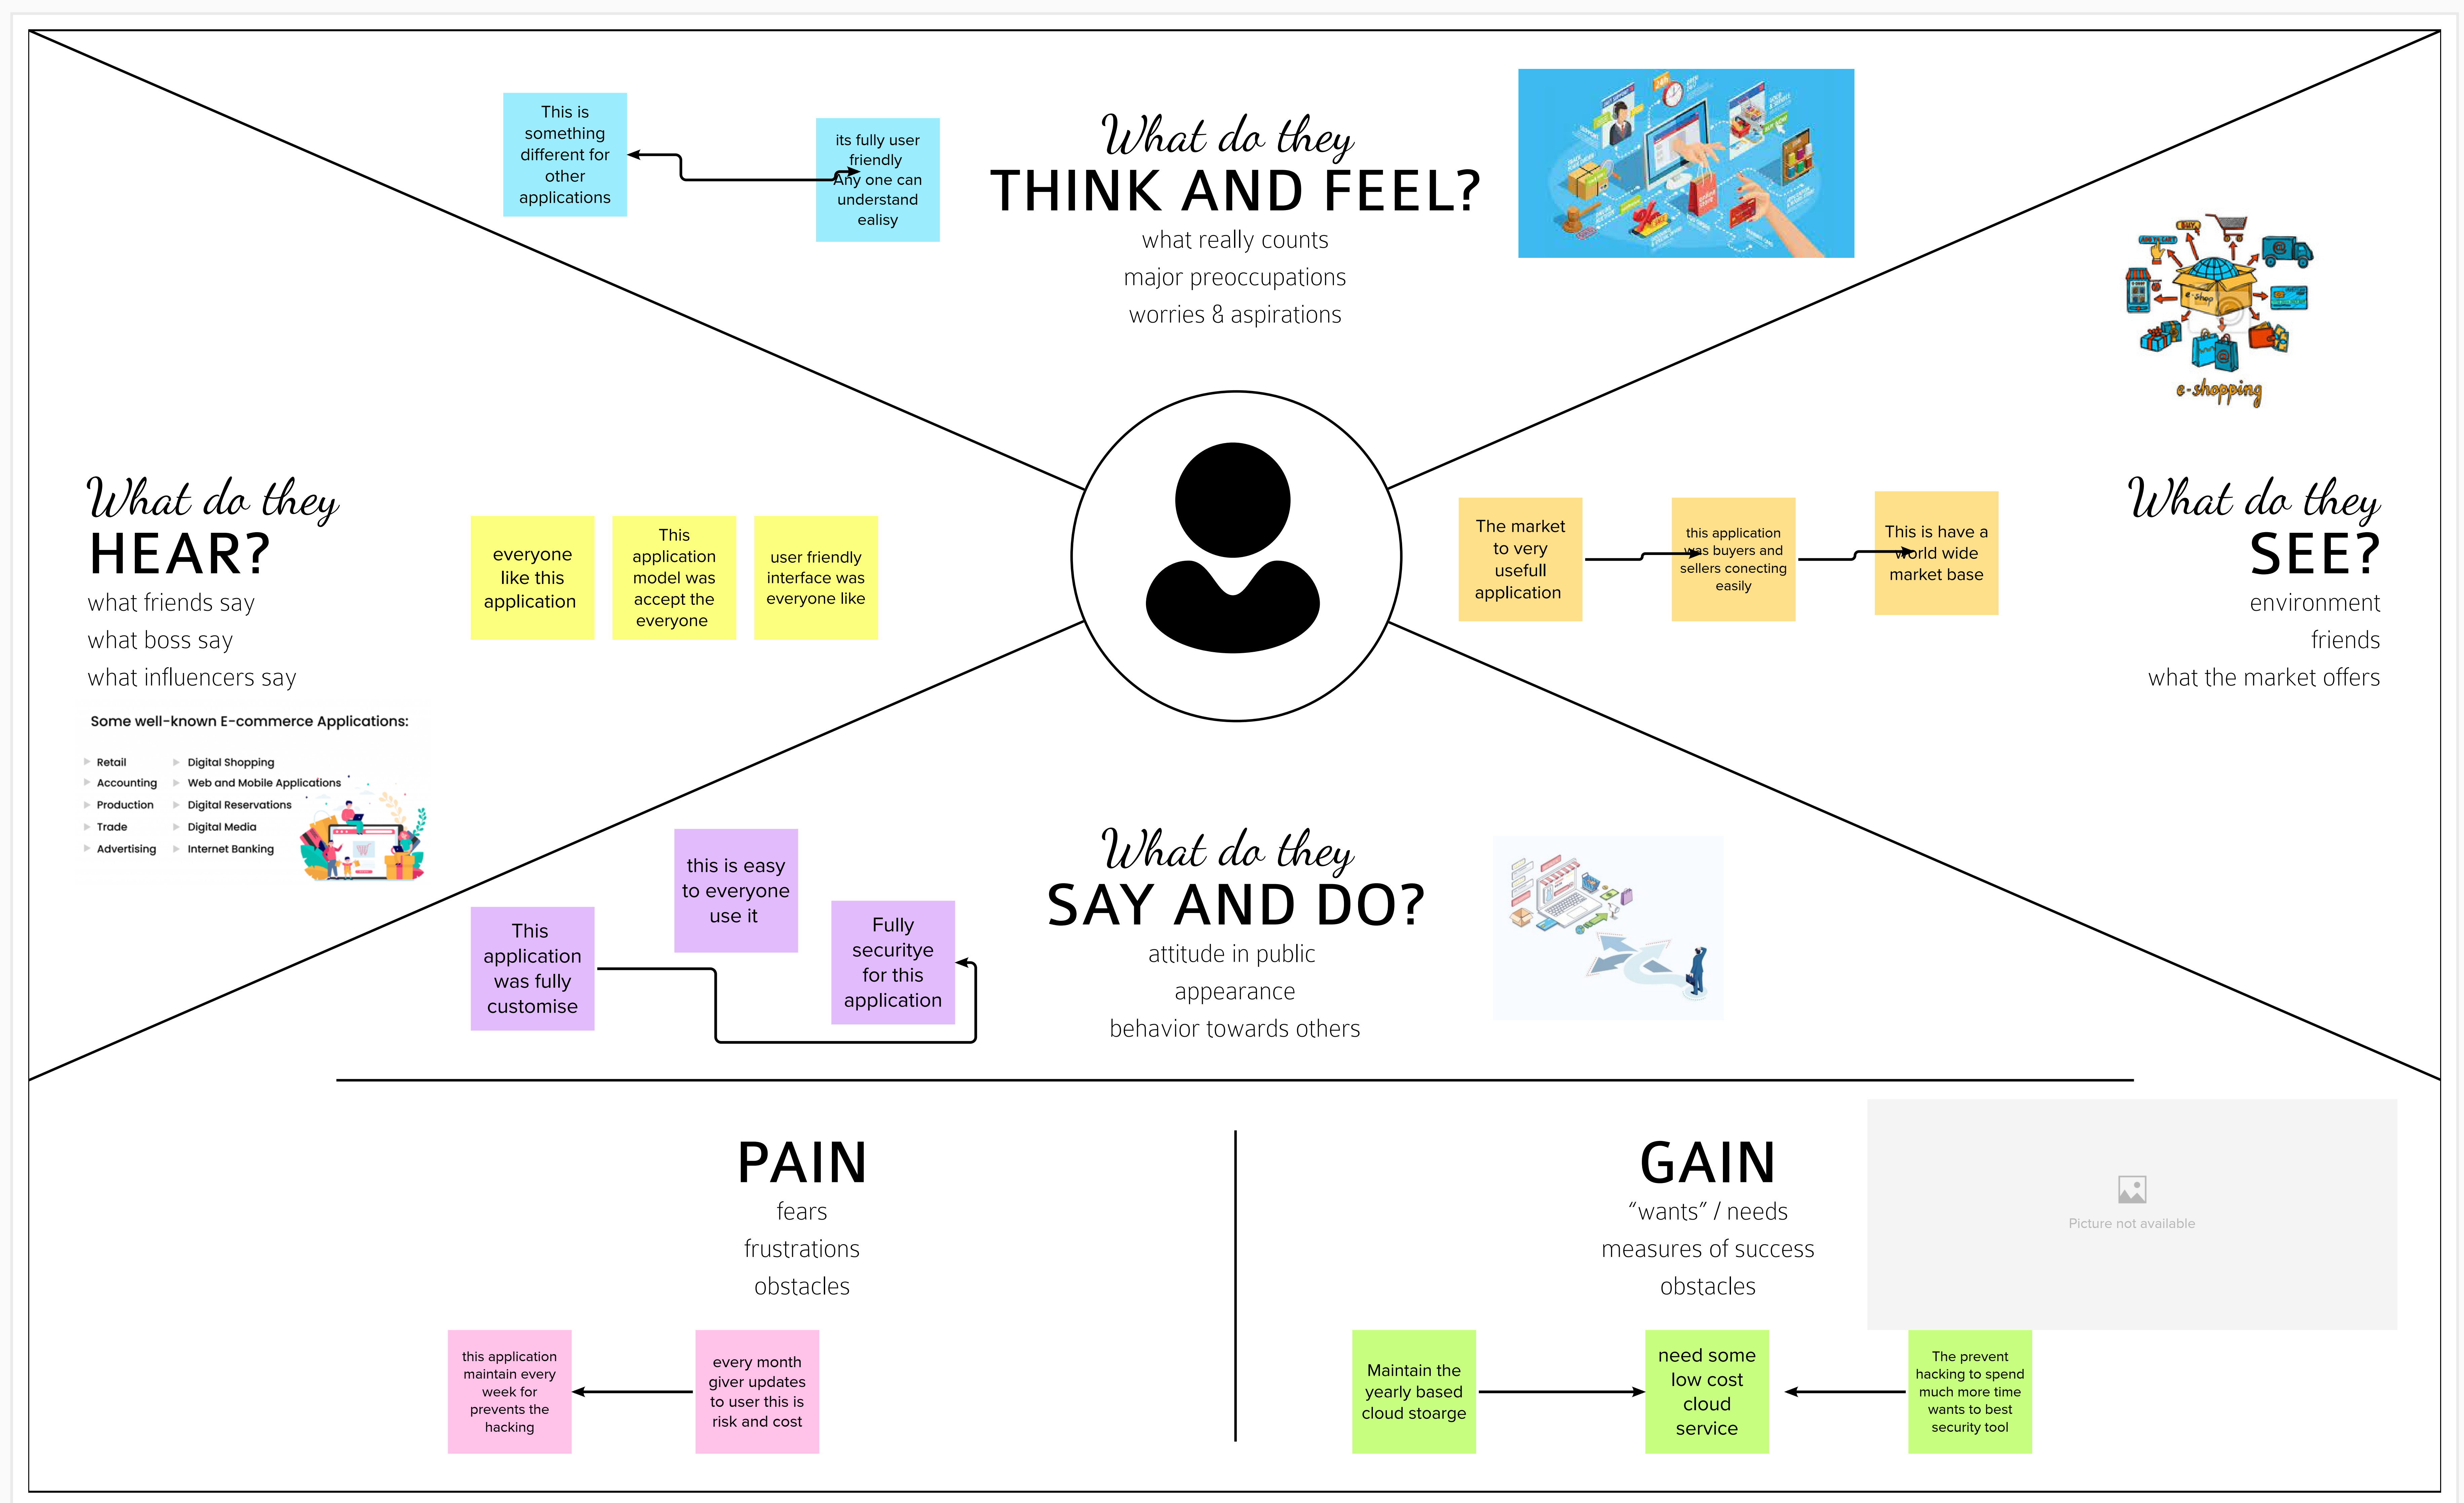 This is
something
different for
other
applications
its fully user
friendly
Any one can
understand
ealisy
What do they
THINK AND FEEL?
what really counts
major preoccupations
worries & aspirations
BUY
ADD TO CART
e-shop
e-shopping
What do they
HEAR?
what friends say
what boss say
what influencers say
everyone
like this
application
This
application
model was
accept the
everyone
user friendly
interface was
everyone like
The market
to very
usefull
application
this application
was buyers and
sellers conecting
easily
This is have a
world wide
market base
What do they
SEE?
environment
friends
what the market offers
Some well-known E-commerce Applications:
Retail
Accounting
Production
Trade
Advertising
Digital Shopping
Web and Mobile Applications
Digital Reservations
Digital Media
Internet Banking
This
application
was fully
customise
this is easy
to everyone
use it
Fully
securitye
for this
application
What do they
SAY AND DO?
attitude in public
appearance
behavior towards others
PAIN
fears
frustrations
obstacles
this application
maintain every
week for
prevents the
hacking
every month
giver updates
to user this is
risk and cost
GAIN
“wants” / needs
measures of success
obstacles
Picture not available
Maintain the
yearly based
cloud stoarge
need some
low cost
cloud
service
The prevent
hacking to spend
much more time
wants to best
security tool